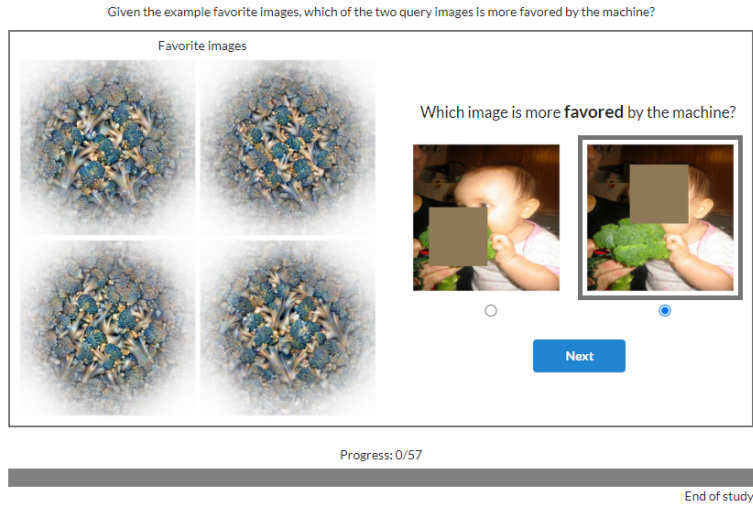 Given the example favorite images, which of the two query images is more favored by the machine?
Favorite images
Which image is more favored by the machine?
Next
Progress: 0/57
End of study